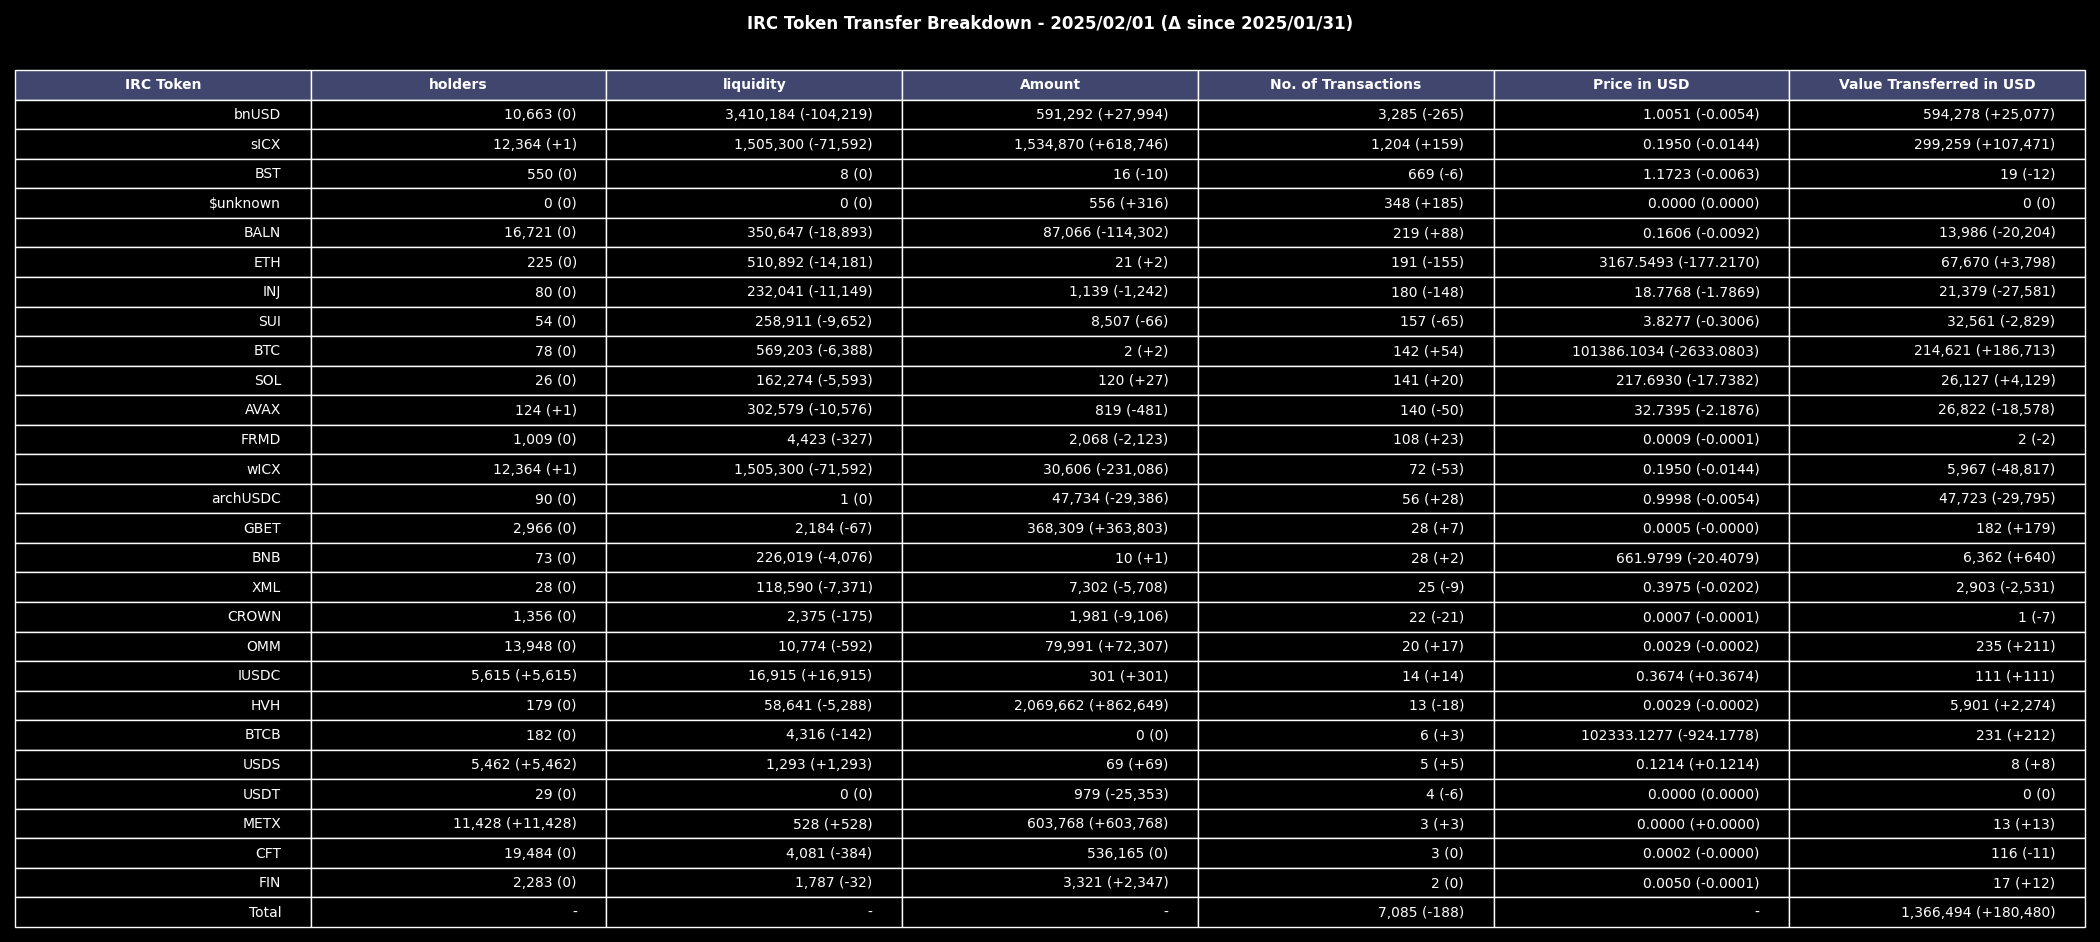 IRC Token Transfer Breakdown - 2025/02/01 (Δ since 2025/01/31)
IRC Token holders liquidity Amount No. of Transactions Price in USD Value Transferred in USD
bnUSD 10,663 (0) 3,410,184 (-104,219) 591,292 (+27,994) 3,285 (-265) 1.0051 (-0.0054) 594,278 (+25,077)
sICX 12,364 (+1) 1,505,300 (-71,592) 1,534,870 (+618,746) 1,204 (+159) 0.1950 (-0.0144) 299,259 (+107,471)
BST 550 (0) 8 (0) 16 (-10) 669 (-6) 1.1723 (-0.0063) 19 (-12)
$unknown 0 (0) 0 (0) 556 (+316) 348 (+185) 0.0000 (0.0000) 0 (0)
BALN 16,721 (0) 350,647 (-18,893) 87,066 (-114,302) 219 (+88) 0.1606 (-0.0092) 13,986 (-20,204)
ETH 225 (0) 510,892 (-14,181) 21 (+2) 191 (-155) 3167.5493 (-177.2170) 67,670 (+3,798)
INJ 80 (0) 232,041 (-11,149) 1,139 (-1,242) 180 (-148) 18.7768 (-1.7869) 21,379 (-27,581)
SUI 54 (0) 258,911 (-9,652) 8,507 (-66) 157 (-65) 3.8277 (-0.3006) 32,561 (-2,829)
BTC 78 (0) 569,203 (-6,388) 2 (+2) 142 (+54) 101386.1034 (-2633.0803) 214,621 (+186,713)
SOL 26 (0) 162,274 (-5,593) 120 (+27) 141 (+20) 217.6930 (-17.7382) 26,127 (+4,129)
AVAX 124 (+1) 302,579 (-10,576) 819 (-481) 140 (-50) 32.7395 (-2.1876) 26,822 (-18,578)
FRMD 1,009 (0) 4,423 (-327) 2,068 (-2,123) 108 (+23) 0.0009 (-0.0001) 2 (-2)
wICX 12,364 (+1) 1,505,300 (-71,592) 30,606 (-231,086) 72 (-53) 0.1950 (-0.0144) 5,967 (-48,817)
archUSDC 90 (0) 1 (0) 47,734 (-29,386) 56 (+28) 0.9998 (-0.0054) 47,723 (-29,795)
GBET 2,966 (0) 2,184 (-67) 368,309 (+363,803) 28 (+7) 0.0005 (-0.0000) 182 (+179)
BNB 73 (0) 226,019 (-4,076) 10 (+1) 28 (+2) 661.9799 (-20.4079) 6,362 (+640)
XML 28 (0) 118,590 (-7,371) 7,302 (-5,708) 25 (-9) 0.3975 (-0.0202) 2,903 (-2,531)
CROWN 1,356 (0) 2,375 (-175) 1,981 (-9,106) 22 (-21) 0.0007 (-0.0001) 1 (-7)
OMM 13,948 (0) 10,774 (-592) 79,991 (+72,307) 20 (+17) 0.0029 (-0.0002) 235 (+211)
IUSDC 5,615 (+5,615) 16,915 (+16,915) 301 (+301) 14 (+14) 0.3674 (+0.3674) 111 (+111)
HVH 179 (0) 58,641 (-5,288) 2,069,662 (+862,649) 13 (-18) 0.0029 (-0.0002) 5,901 (+2,274)
BTCB 182 (0) 4,316 (-142) 0 (0) 6 (+3) 102333.1277 (-924.1778) 231 (+212)
USDS 5,462 (+5,462) 1,293 (+1,293) 69 (+69) 5 (+5) 0.1214 (+0.1214) 8 (+8)
USDT 29 (0) 0 (0) 979 (-25,353) 4 (-6) 0.0000 (0.0000) 0 (0)
METX 11,428 (+11,428) 528 (+528) 603,768 (+603,768) 3 (+3) 0.0000 (+0.0000) 13 (+13)
CFT 19,484 (0) 4,081 (-384) 536,165 (0) 3 (0) 0.0002 (-0.0000) 116 (-11)
FIN 2,283 (0) 1,787 (-32) 3,321 (+2,347) 2 (0) 0.0050 (-0.0001) 17 (+12)
Total - - - 7,085 (-188) - 1,366,494 (+180,480)